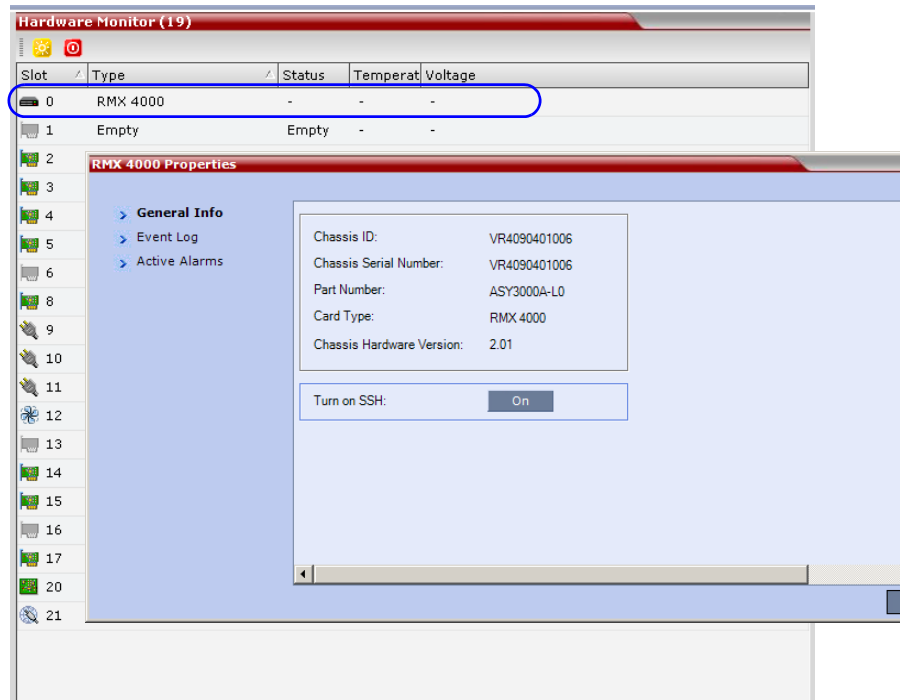 Hardware Monitor (19)
Slot Type Status Temperat Voltage
0 RMX 4000 - - -
1 Empty Empty - -
2
RMX 4000 Properties
3
4
General Info
5
Event Log
Active Alarms
6
8
9
10
11
12
13
14
15
16
17
20
21
Chassis ID: VR4090401006
Chassis Serial Number: VR4090401006
Part Number: ASY3000A-L0
Card Type: RMX 4000
Chassis Hardware Version: 2.01
Turn on SSH: On